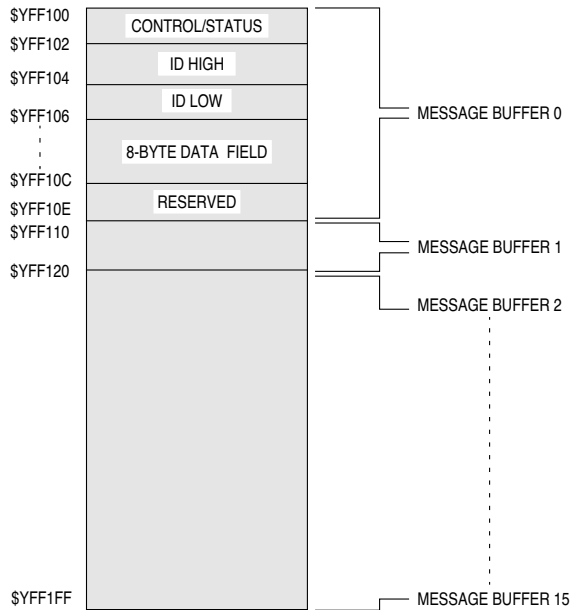 $YFF100
CONTROL/STATUS
$YFF102
ID HIGH
$YFF104
ID LOW
$YFF106
MESSAGE BUFFER 0
8-BYTE DATA FIELD
$YFF10C
RESERVED
$YFF10E
$YFF110
MESSAGE BUFFER 1
$YFF120
MESSAGE BUFFER 2
$YFF1FF
MESSAGE BUFFER 15